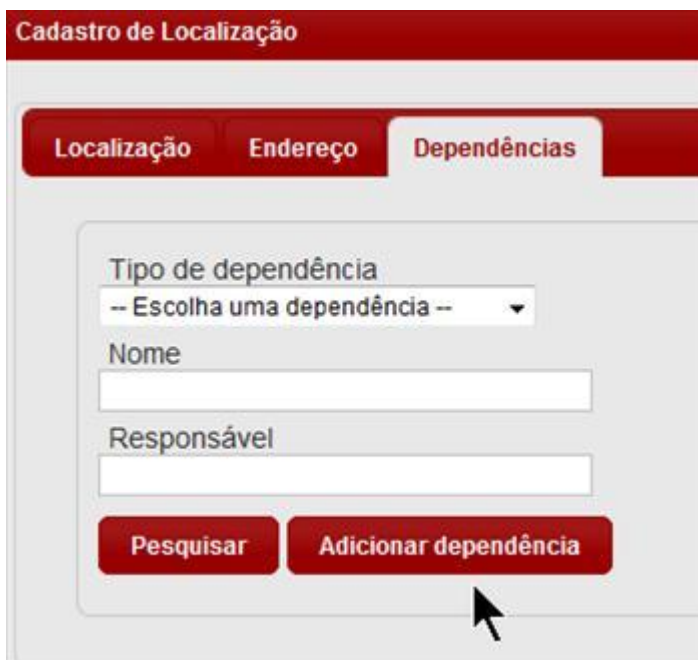 Cadastro de Localização
Localização Endereço Dependências
Tipo de dependência
-- Escolha uma dependência --
Nome
Responsável
Pesquisar Adicionar dependência